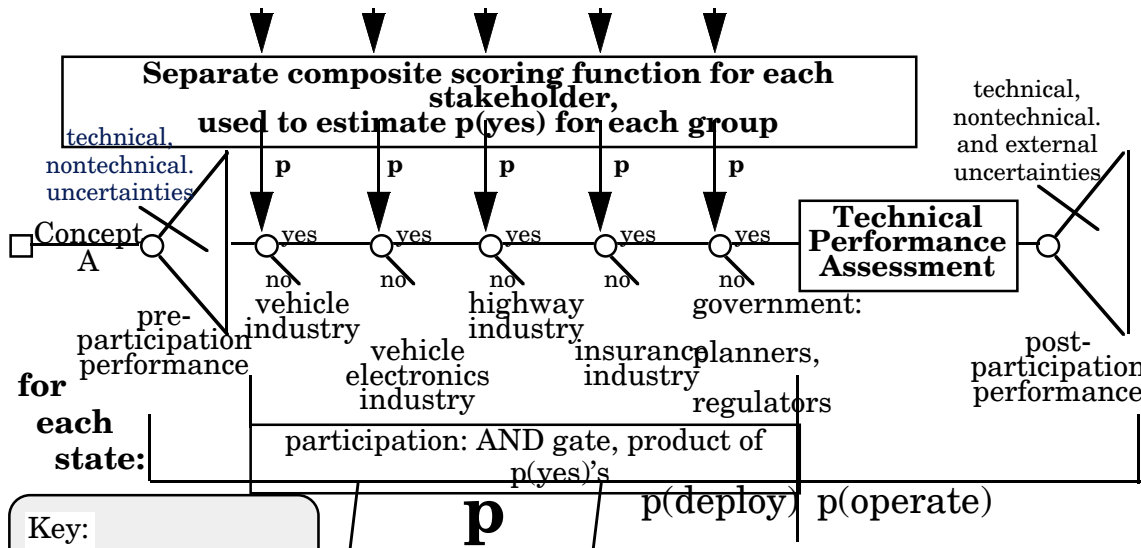 Separate composite scoring function for each
stakeholder,
used to estimate p(yes) for each group
technical,
nontechnical.
uncertainties
technical,
nontechnical.
and external
uncertainties
p
p
p
p
p
Concept
A
yes
yes
yes
yes
yes
no
no
no
no
no
Technical
Performance
Assessment
pre-
participation
performance
vehicle
industry
vehicle
electronics
industry
highway
industry
insurance
industry
government:
planners,
regulators
post-
participation
performance
for
each
state:
participation: AND gate, product of
p(yes)'s
p
p(deploy)
p(operate)
Key: